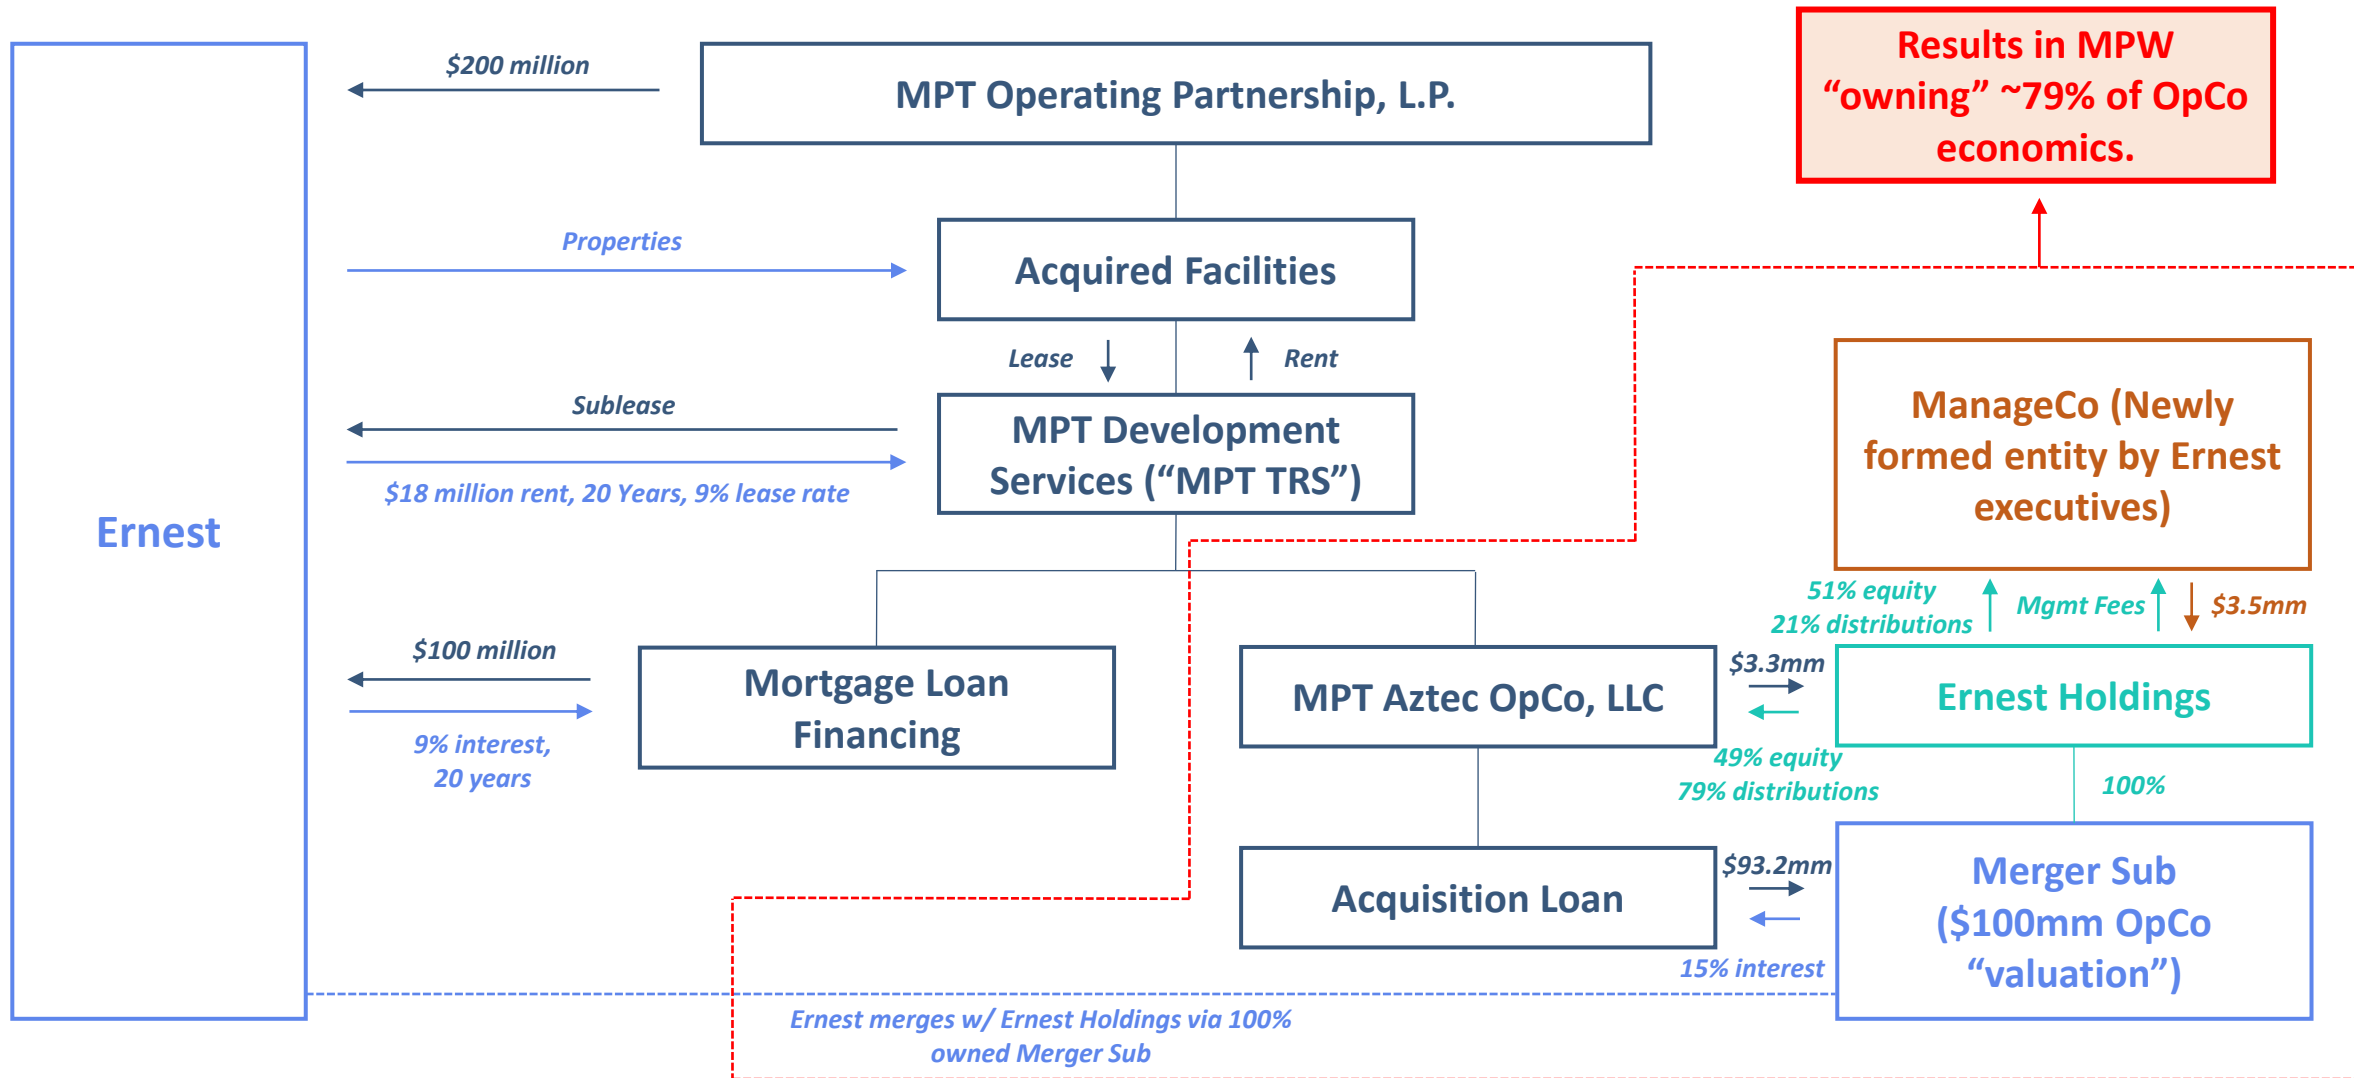 $200 million
MPT Operating Partnership, L.P.
Results in MPW
“owning” ~79% of OpCo
economics.
Properties
Acquired Facilities
Lease
Rent
Sublease
MPT Development
Services (“MPT TRS”)
$18 million rent, 20 Years, 9% lease rate
Ernest
ManageCo (Newly
formed entity by Ernest
executives)
51% equity
21% distributions
Mgmt Fees
$3.5mm
$100 million
Mortgage Loan
Financing
9% interest,
20 years
MPT Aztec OpCo, LLC
$3.3mm
Ernest Holdings
49% equity
79% distributions
100%
Acquisition Loan
$93.2mm
15% interest
Merger Sub
($100mm OpCo
“valuation”)
Ernest merges w/ Ernest Holdings via 100%
owned Merger Sub